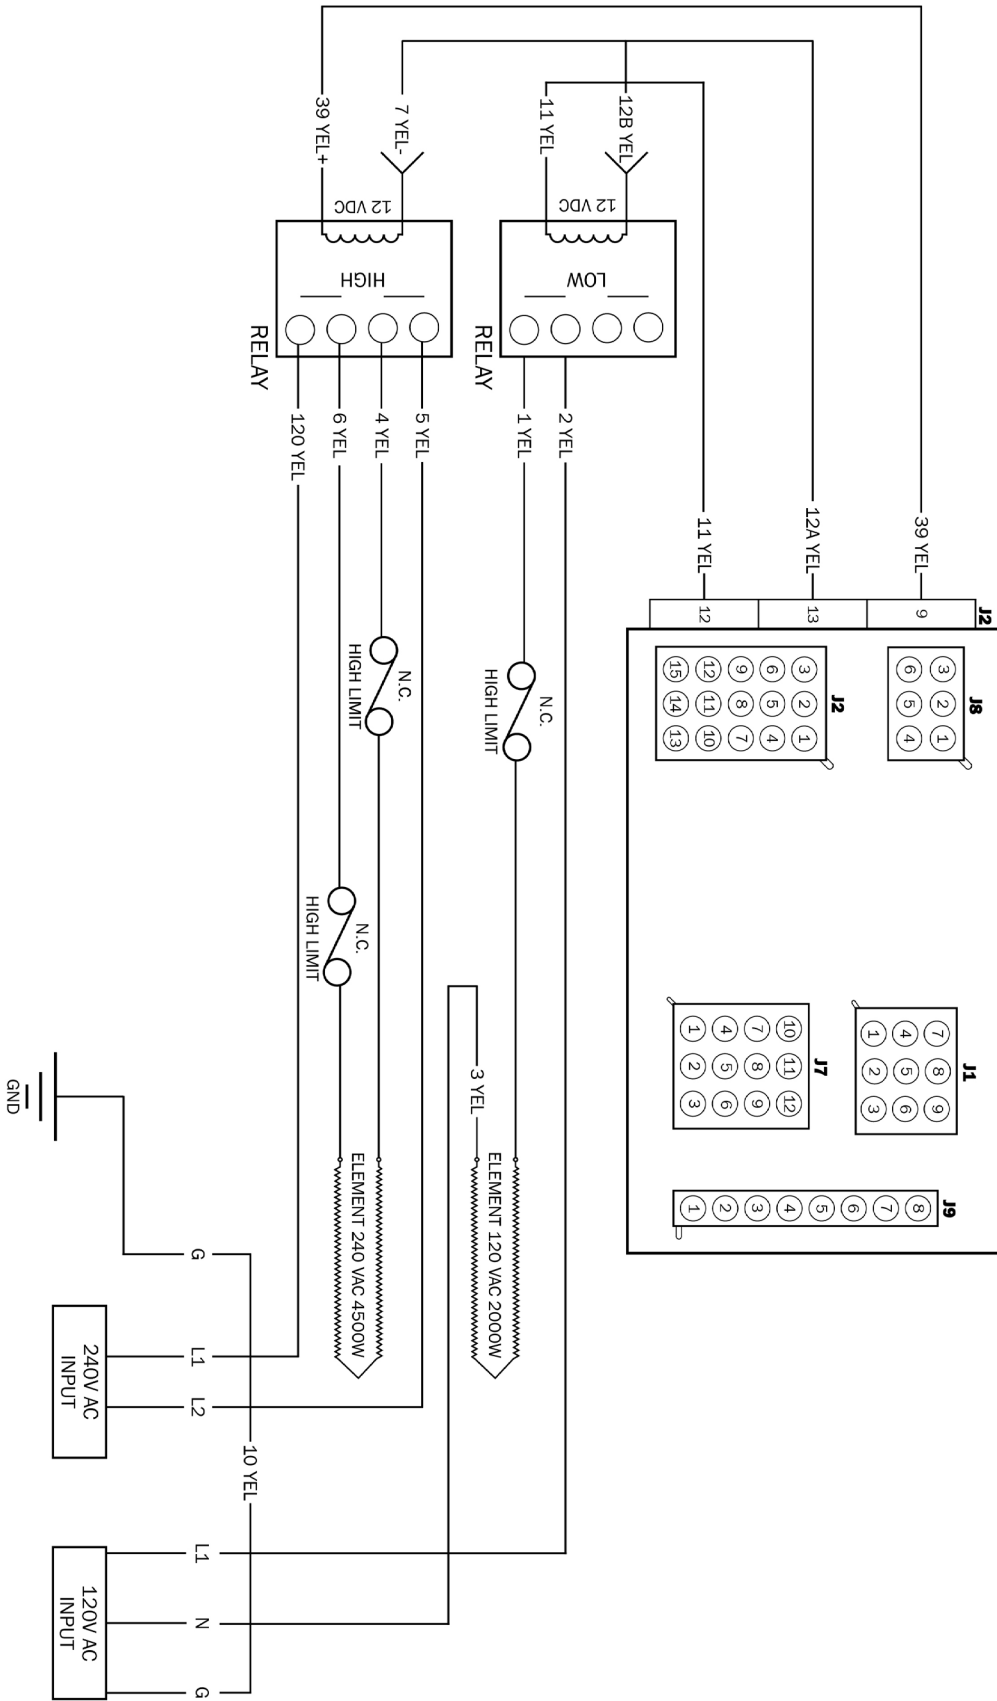 39 YEL+
7 YEL-
11 YEL
12B YEL
12 VDC
HIGH
RELAY
12 VDC
LOW
RELAY
120 YEL
6 YEL
4 YEL
5 YEL
1 YEL
2 YEL
11 YEL
12A YEL
39 YEL
J2
12
13
9
J2
15 12 9 6 3
14 11 8 5 2
13 10 7 4 1
J8
6 3
5 2
4 1
N.C.
HIGH LIMIT
N.C.
HIGH LIMIT
N.C.
HIGH LIMIT
J7
1 4 7 10
2 5 8 11
3 6 9 12
J1
1 4 7
2 5 8
3 6 9
J9
1 2 3 4 5 6 7 8
3 YEL
ELEMENT 240 VAC 4500W
ELEMENT 120 VAC 2000W
GND
G
L1
L2
240V AC
INPUT
10 YEL
L1
N
G
120V AC
INPUT